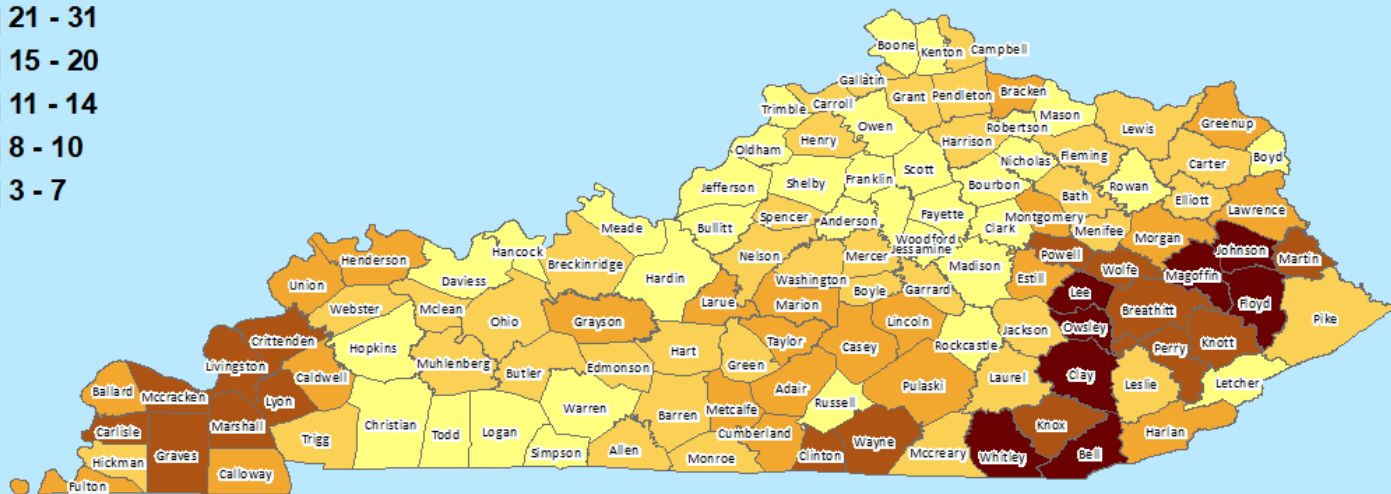 21 - 31
15 - 20
11 - 14
8 - 10
3 - 7
Boone
Kenton
Campbell
Gallatin
Grant
Pendleton
Bracken
Trimble
Carroll
Owen
Robertson
Mason
Lewis
Greenup
Oldham
Henry
Harrison
Nicholas
Fleming
Carter
Boyd
Jefferson
Shelby
Franklin
Scott
Bourbon
Bath
Rowan
Elliott
Lawrence
Meade
Bullitt
Spencer
Anderson
Fayette
Clark
Montgomery
Menifee
Morgan
Woodford
Jessamine
Johnson
Martin
Hancock
Breckinridge
Hardin
Nelson
Mercer
Madison
Powell
Wolfe
Magoffin
Henderson
Daviess
Union
Washington
Boyle
Garrard
Estill
Lee
Floyd
Webster
Mclean
Ohio
Grayson
Larue
Marion
Lincoln
Jackson
Owsley
Breathitt
Pike
Crittenden
Hopkins
Muhlenberg
Butler
Edmonson
Hart
Green
Taylor
Casey
Rockcastle
Perry
Knott
Livingston
Caldwell
Ballard
Mccracken
Lyon
Warren
Barren
Metcalfe
Adair
Russell
Pulaski
Laurel
Clay
Leslie
Letcher
Carlisle
Marshall
Trigg
Christian
Todd
Logan
Simpson
Allen
Monroe
Cumberland
Clinton
Wayne
Mccreary
Whitley
Knox
Bell
Harlan
Hickman
Graves
Calloway
Fulton